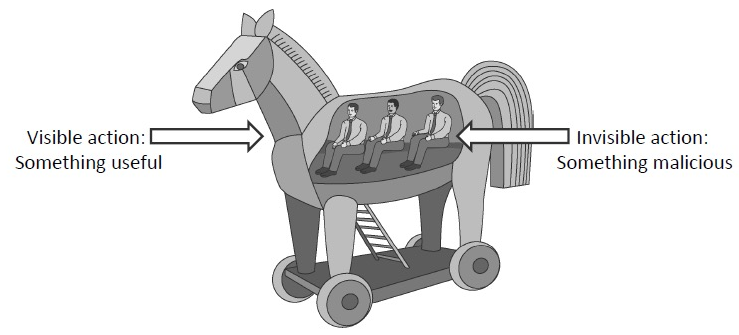 Visible action:
Something useful
Invisible action:
Something malicious